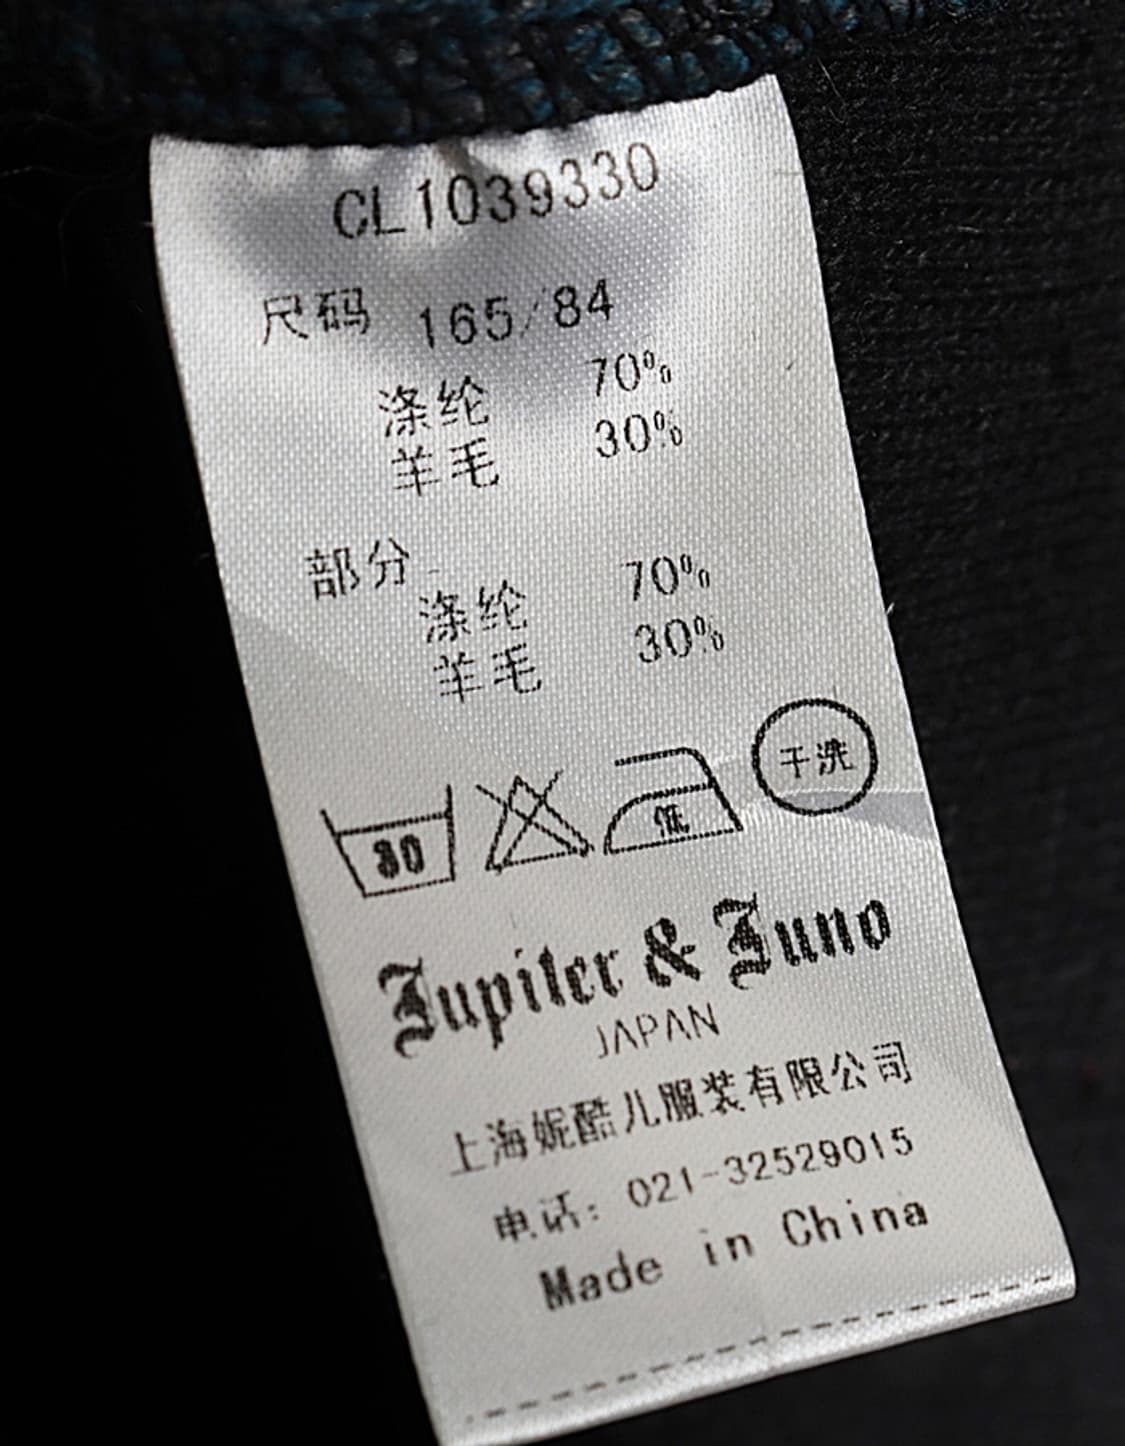 CL1039330
尺码 165/84
涤纶 70%
羊毛 30%
部分
涤纶 70%
羊毛 30%
30 低 干洗
Jupiter & Juno
JAPAN
上海妮酷儿服装有限公司
电话: 021-32529015
Made in China